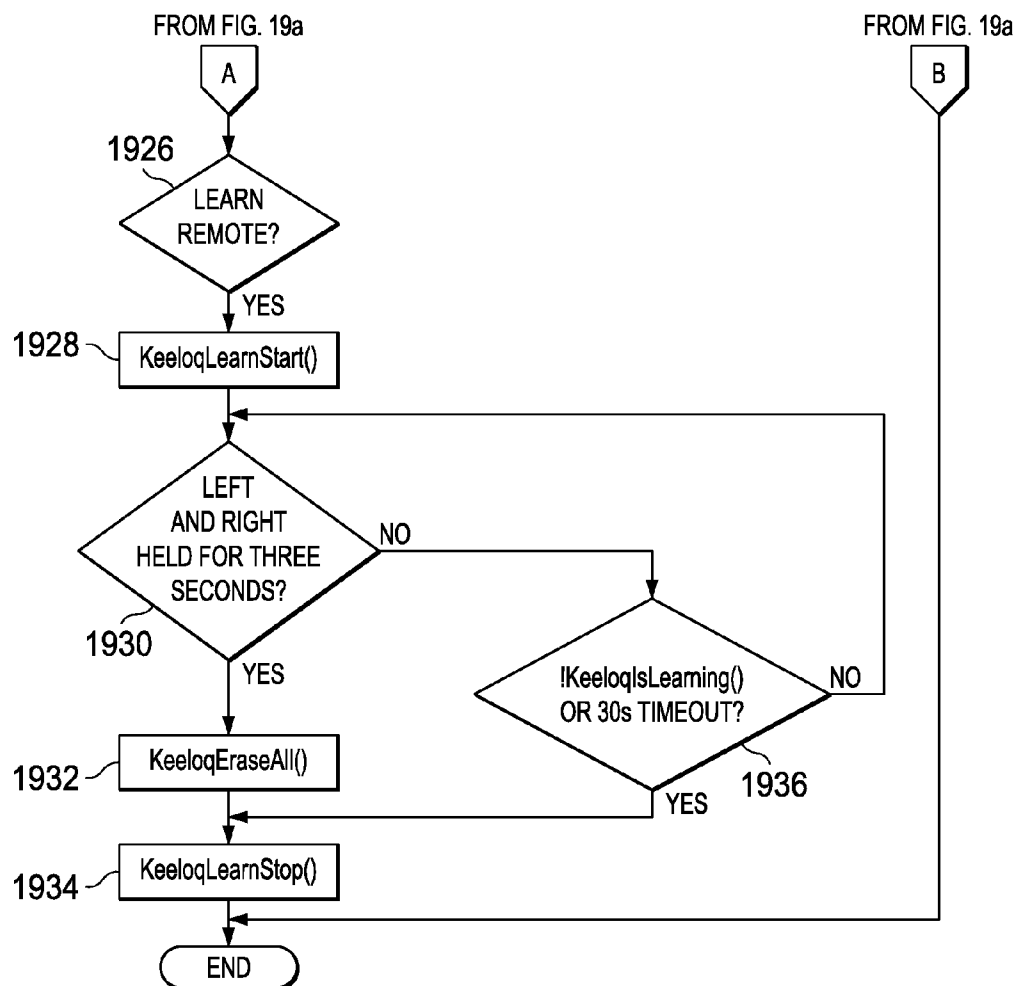 FROM FIG. 19a
FROM FIG. 19a
A
B
1926
LEARN
REMOTE?
YES
1928
KeeloqLearnStart()
LEFT
AND RIGHT
HELD FOR THREE
SECONDS?
NO
1930
YES
!KeeloqIsLearning()
OR 30s TIMEOUT?
NO
1936
YES
1932
KeeloqEraseAll()
1934
KeeloqLearnStop()
END